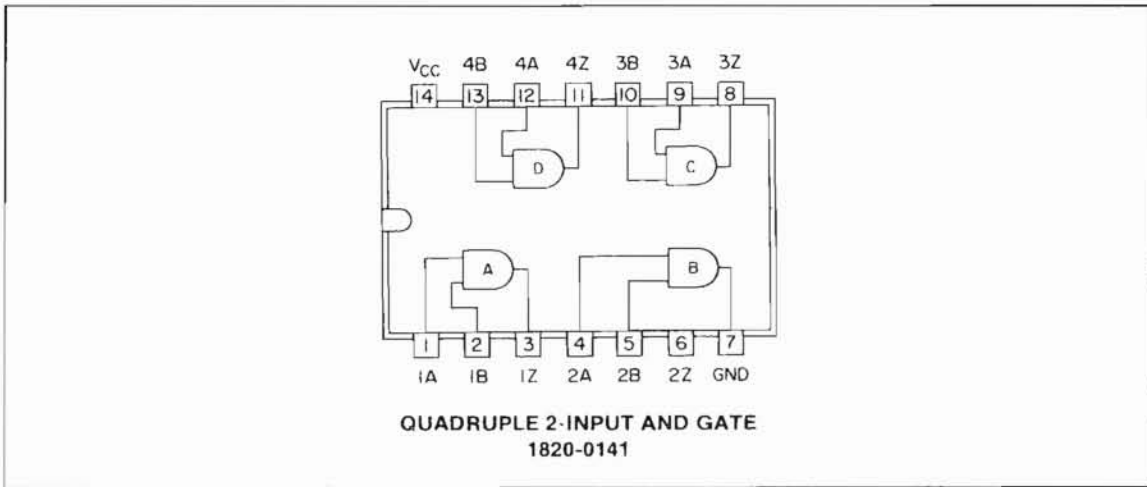 VCC 4B 4A 4Z 3B 3A 3Z
14 13 12 11 10 9 8
D C
A B
1 2 3 4 5 6 7
1A 1B 1Z 2A 2B 2Z GND
QUADRUPLE 2-INPUT AND GATE
1820-0141